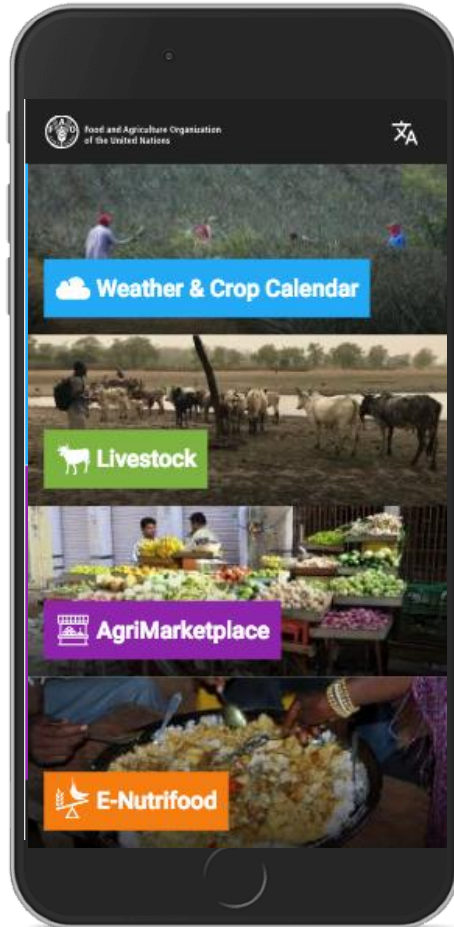 Food and Agriculture Organization
of the United Nations
Weather & Crop Calendar
Livestock
AgriMarketplace
E-Nutrifood